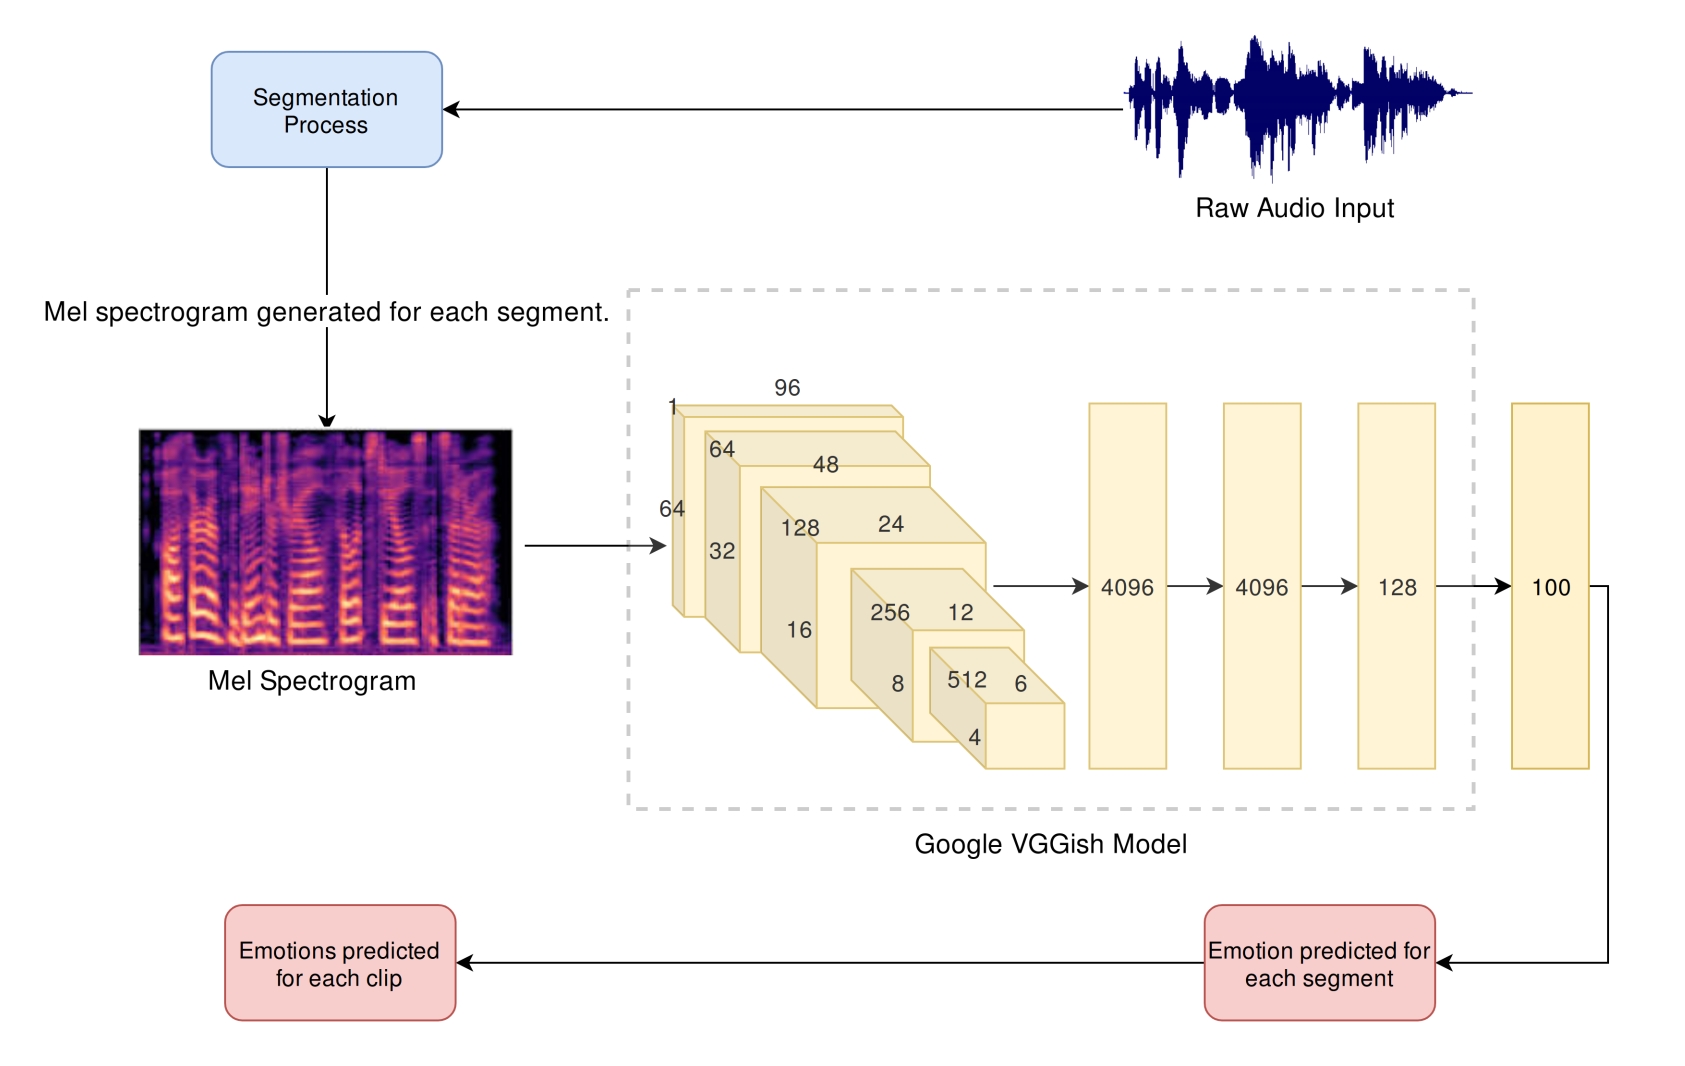 Segmentation
Process
Raw Audio Input
Mel spectrogram generated for each segment.
Mel Spectrogram
1
96
64
64
48
32
128
24
16
256
12
8
512
6
4
4096
4096
128
100
Google VGGish Model
Emotions predicted
for each clip
Emotion predicted for
each segment